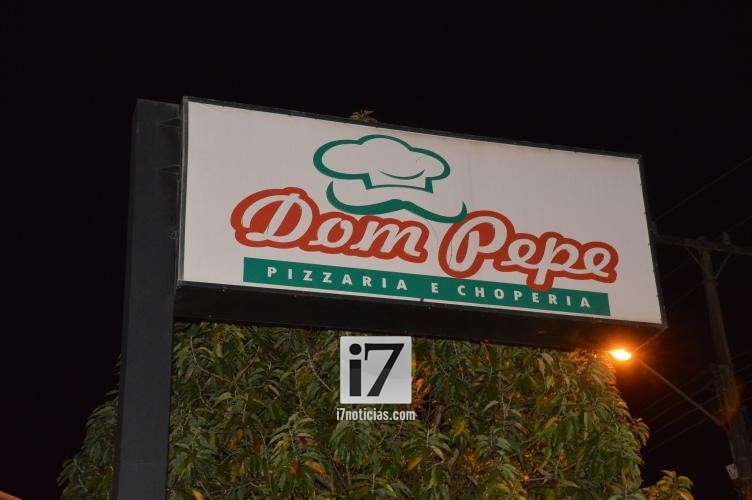 Dom Pepe
PIZZARIA E CHOPERIA
i7
i7noticias.com